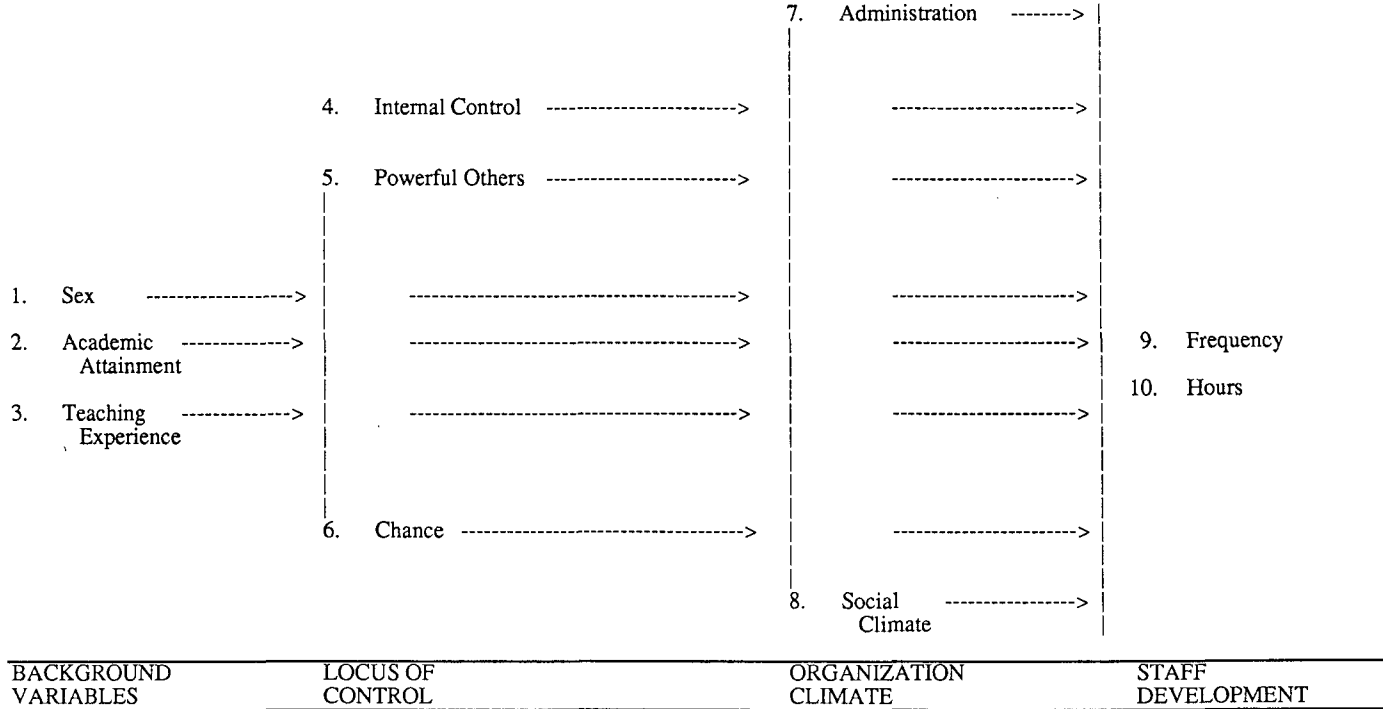 7. Administration
4. Internal Control
5. Powerful Others
1. Sex
2. Academic
Attainment
9. Frequency
10. Hours
3. Teaching
Experience
6. Chance
8. Social
Climate
BACKGROUND VARIABLES
LOCUS OF CONTROL
ORGANIZATION CLIMATE
STAFF DEVELOPMENT